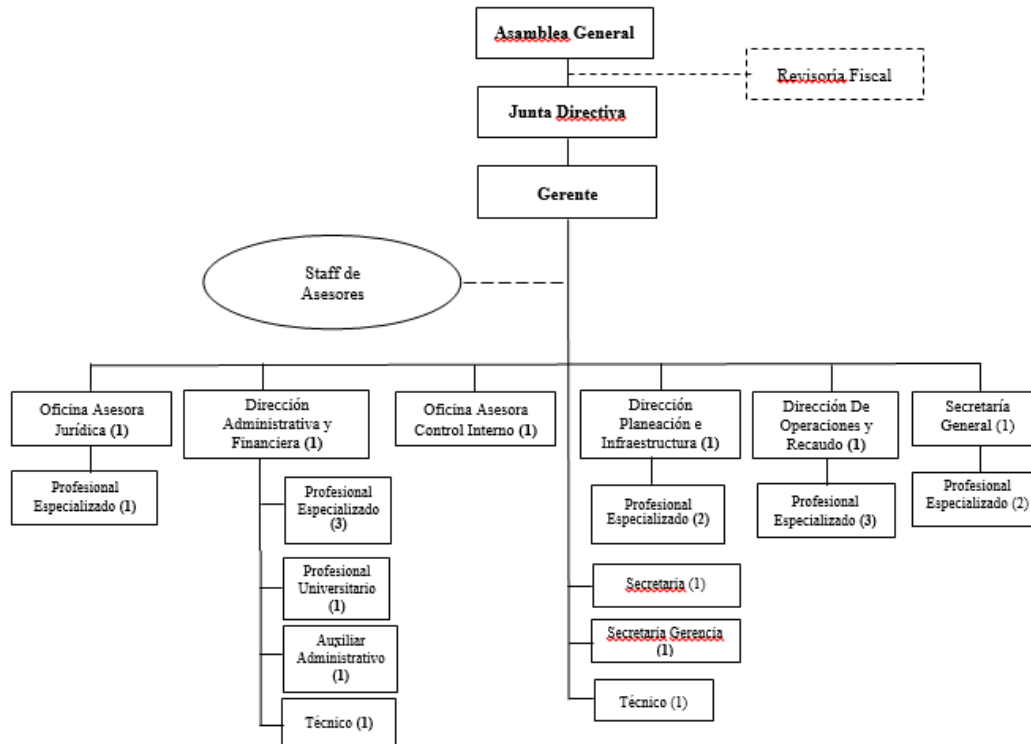 Asamblea General
Revisoría Fiscal
Junta Directiva
Gerente
Staff de
Asesores
Oficina Asesora
Jurídica (1)
Dirección
Administrativa y
Financiera (1)
Oficina Asesora
Control Interno (1)
Dirección
Planeación e
Infraestructura (1)
Dirección De
Operaciones y
Recaudo (1)
Secretaría
General (1)
Profesional
Especializado (1)
Profesional
Especializado
(3)
Profesional
Especializado (2)
Profesional
Especializado (3)
Profesional
Especializado (2)
Profesional
Universitario
(1)
Secretaria (1)
Auxiliar
Administrativo
(1)
Secretaria Gerencia
(1)
Técnico (1)
Técnico (1)